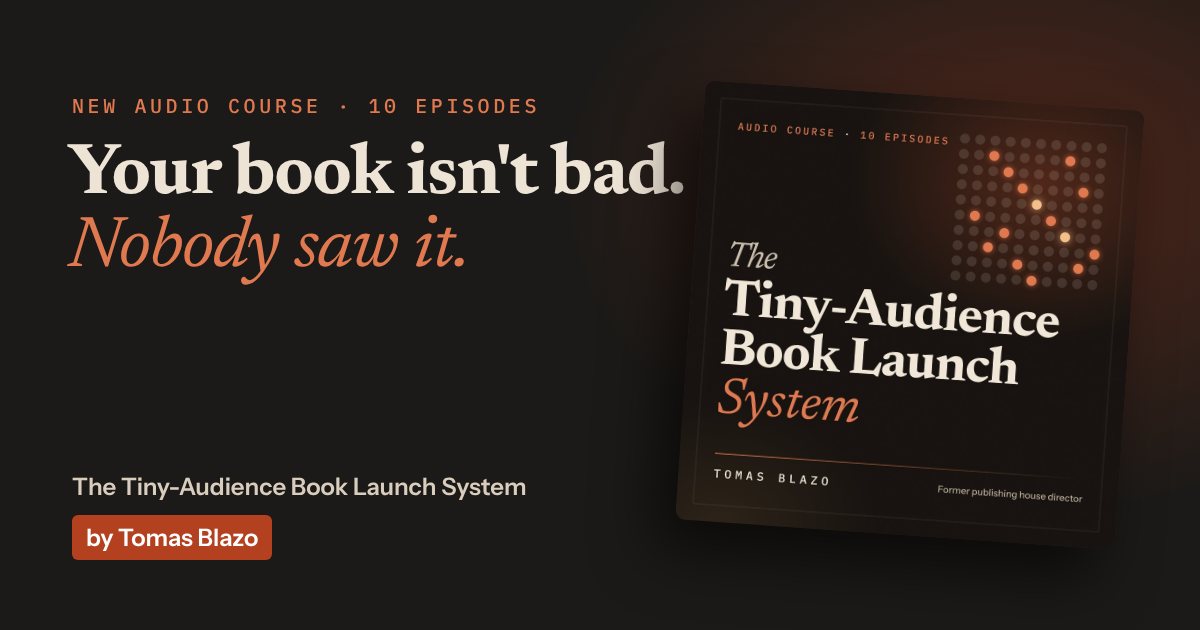 NEW AUDIO COURSE · 10 EPISODES
Your book isn't bad.
Nobody saw it.
The Tiny-Audience Book Launch System
by Tomas Blazo
AUDIO COURSE · 10 EPISODES
The
Tiny-Audience
Book Launch
System
TOMAS BLAZO
Former publishing house director